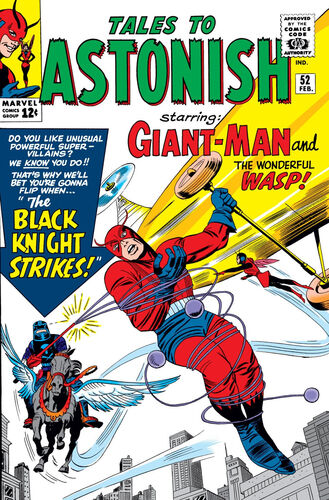 TALES TO
ASTONISH
APPROVED
BY THE
COMICS
CODE
AUTHORITY
MARVEL
COMICS
GROUP
12¢
IND.
52
FEB.
starring:
GIANT-MAN and
THE WONDERFUL
WASP!
DO YOU LIKE UNUSUAL
POWERFUL SUPER-
VILLAINS?
WE KNOW YOU DO!!
THAT'S WHY WE'LL
BET YOU'RE GONNA
FLIP WHEN...
"The
BLACK
KNIGHT
STRIKES!"